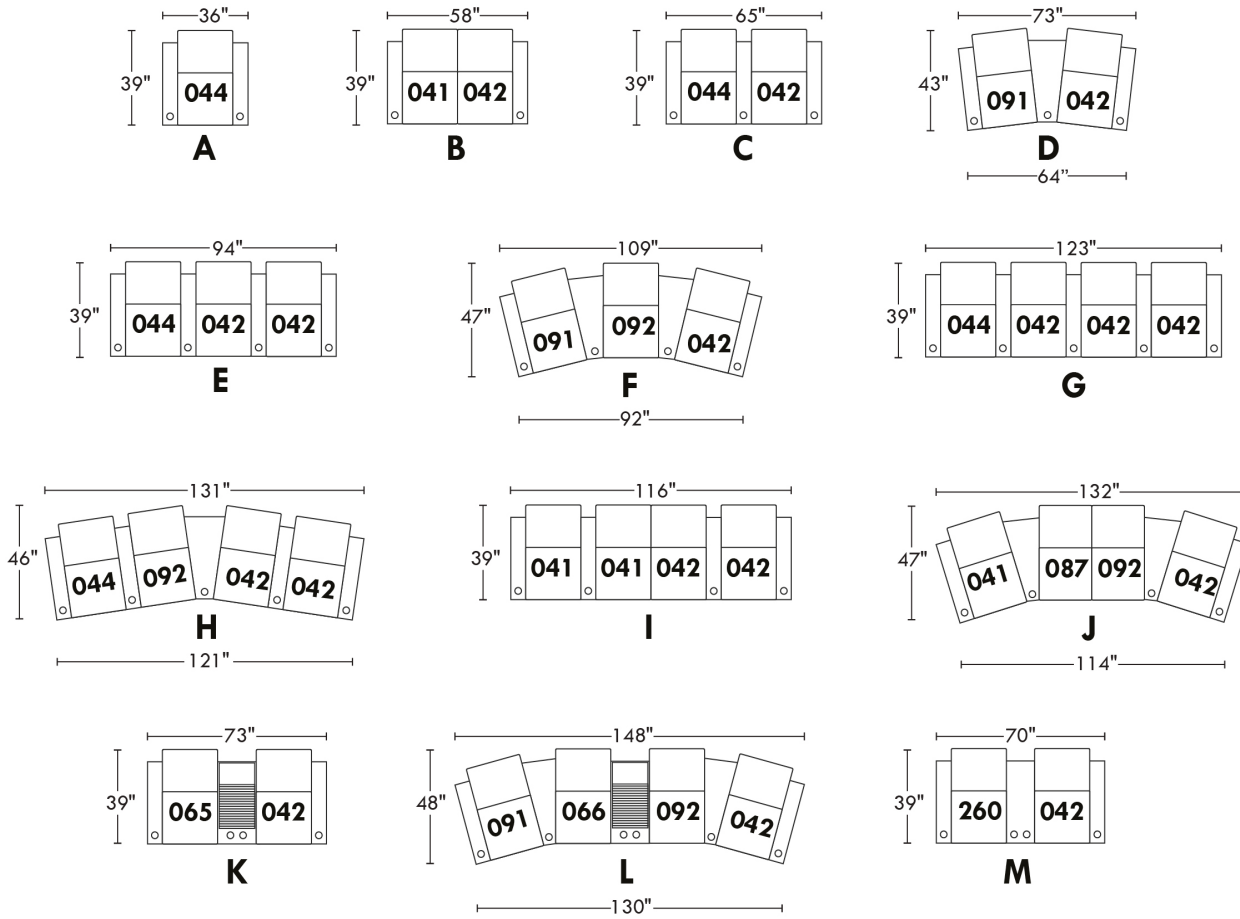 36" 58" 65" 73"
39" 044 39" 041 042 39" 044 042 43" 091 042
A B C D
64”
94" 109" 123"
39" 044 042 042 47" 091 092 042 39" 044 042 042 042
E F G
92"
131" 116" 132"
46" 044 092 042 042 39" 041 041 042 042 47" 041 087 092 042
H I J
121" 114"
73" 148" 70"
39" 065 042 48" 091 066 092 042 39" 260 042
K L M
130"